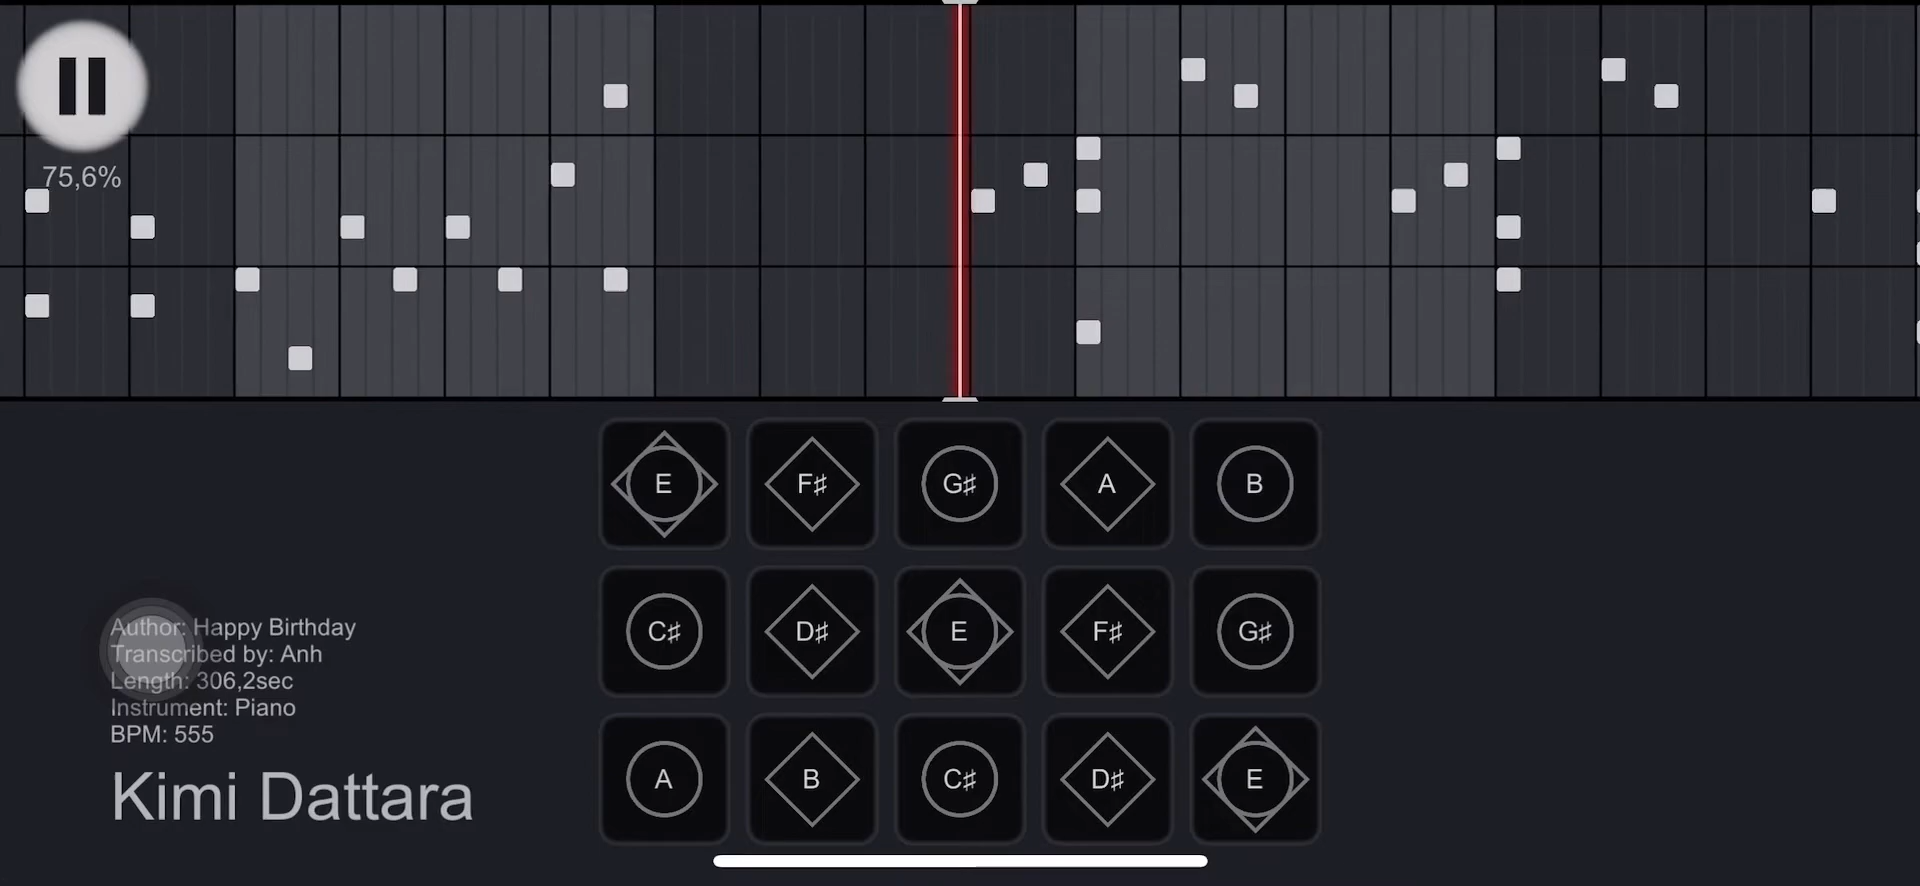 75,6%
E F♯ G♯ A B
C♯ D♯ E F♯ G♯
A B C♯ D♯ E
Author: Happy Birthday
Transcribed by: Anh
Length: 306,2sec
Instrument: Piano
BPM: 555
Kimi Dattara